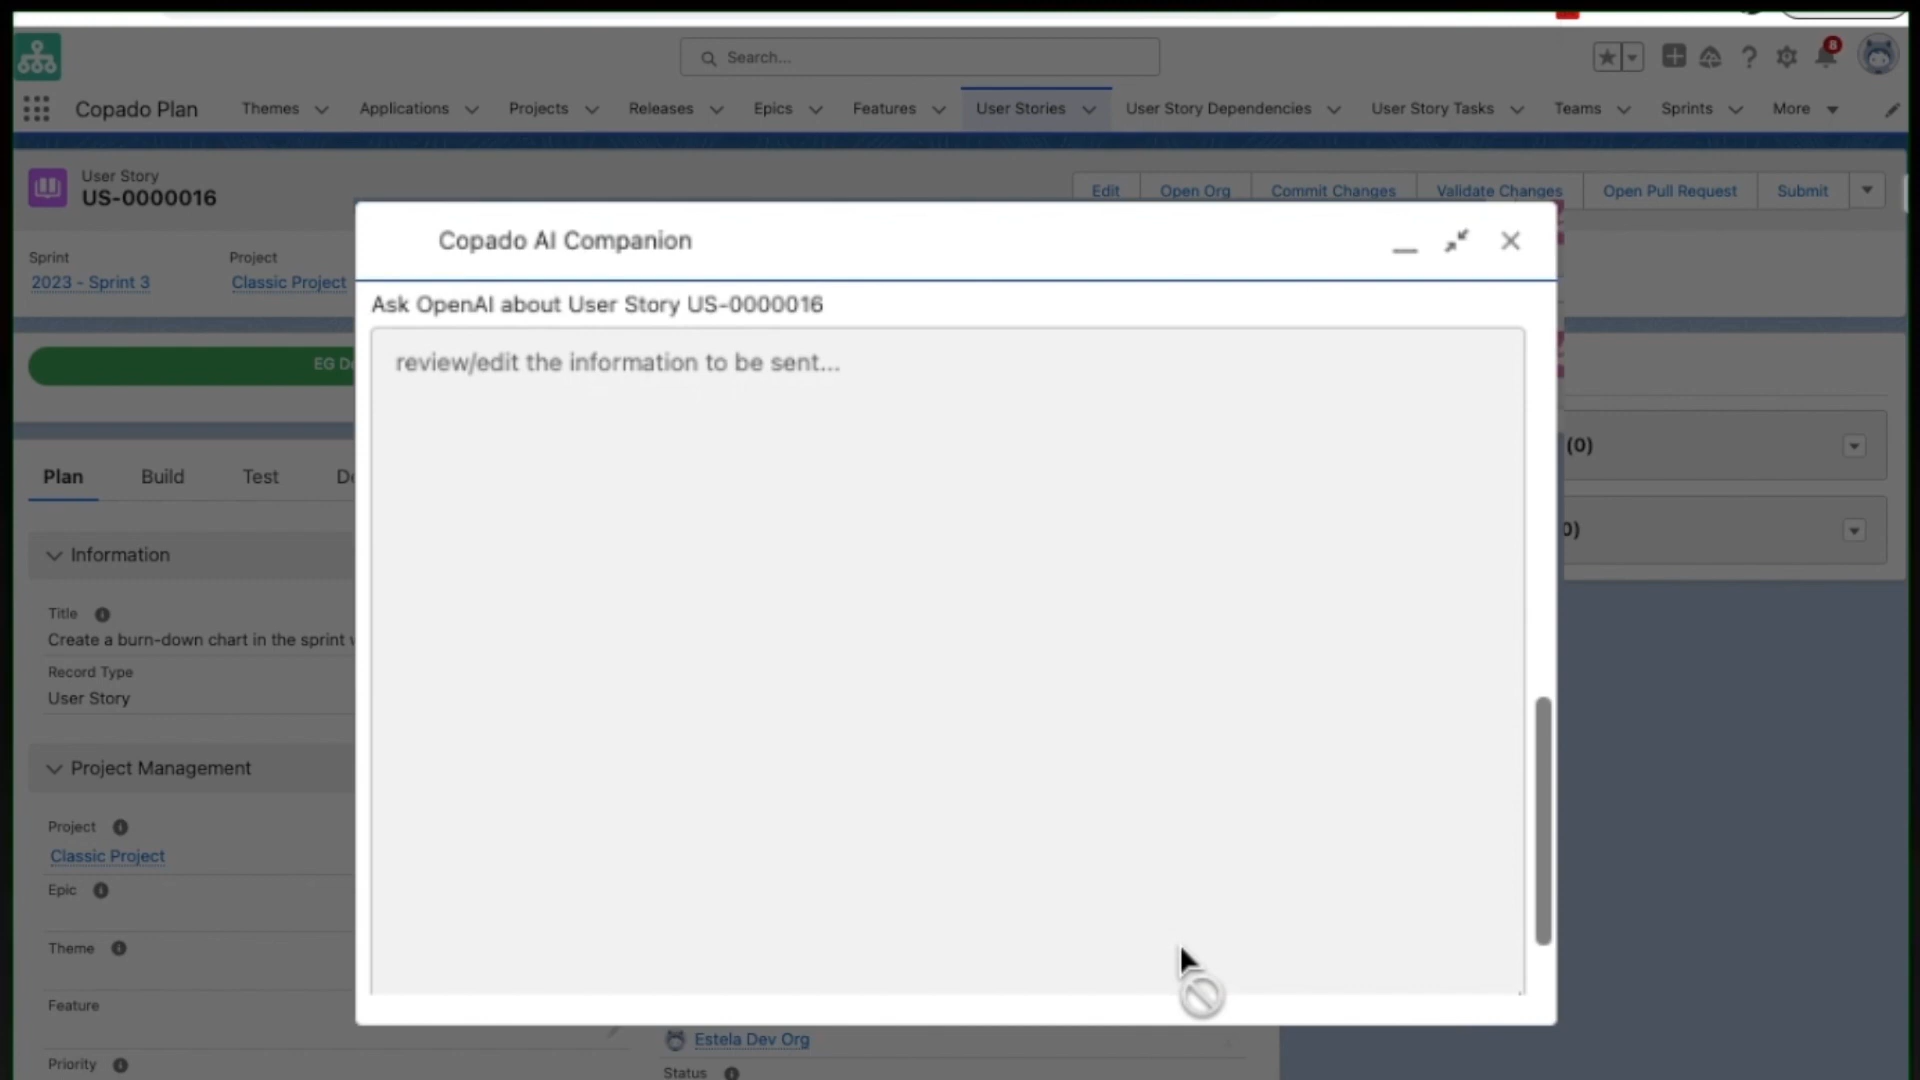 Search...
8
Copado Plan
Themes
Applications
Projects
Releases
Epics
Features
User Stories
User Story Dependencies
User Story Tasks
Teams
Sprints
More
User Story
US-0000016
Edit
Open Org
Commit Changes
Validate Changes
Open Pull Request
Submit
Sprint
2023 - Sprint 3
Project
Classic Project
Copado AI Companion
Ask OpenAI about User Story US-0000016
review/edit the information to be sent...
EG
(0)
0)
Plan
Build
Test
Information
Title
Create a burn-down chart in the sprint
Record Type
User Story
Project Management
Project
Classic Project
Epic
Theme
Feature
Priority
Estela Dev Org
Status